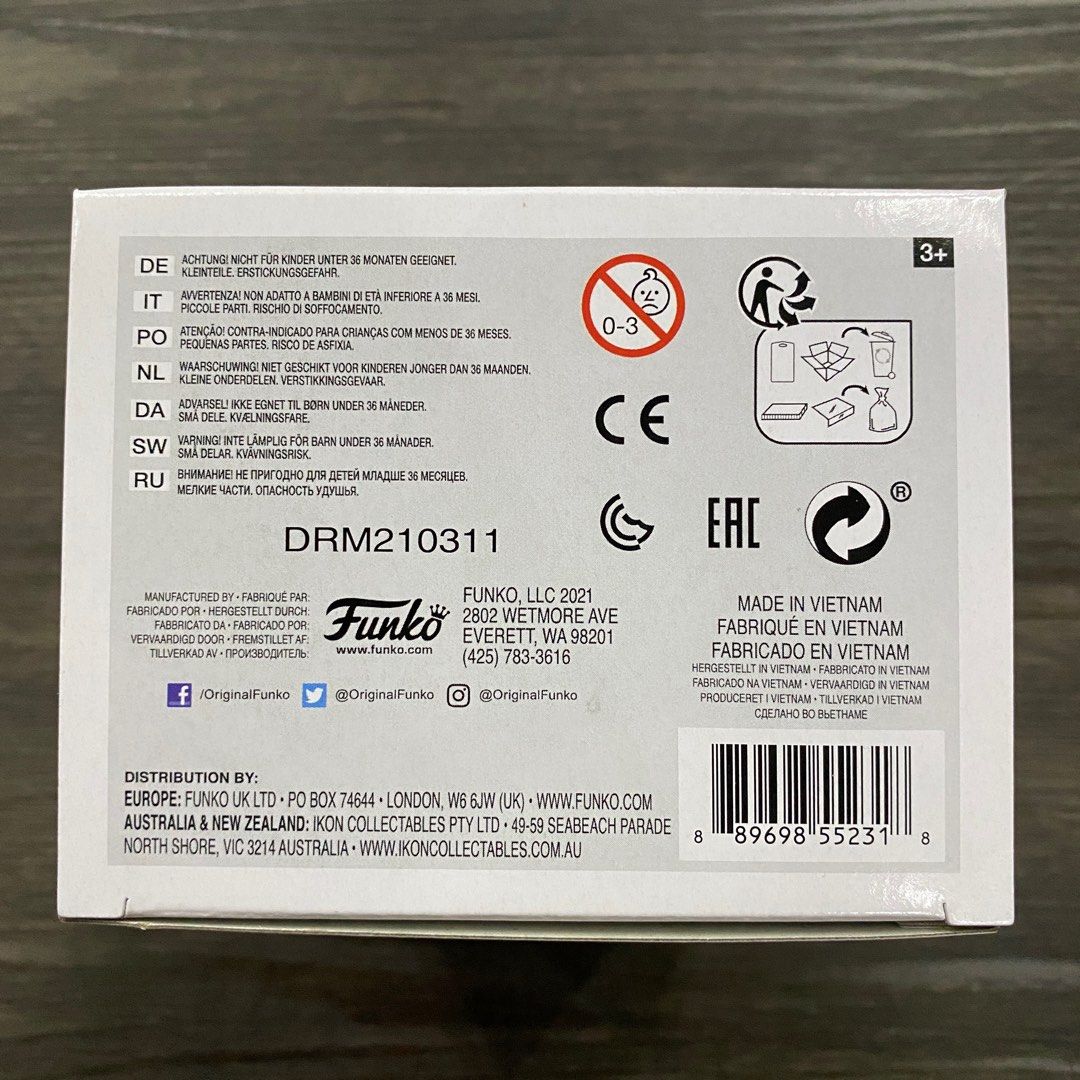 3+
DE ACHTUNG! NICHT FÜR KINDER UNTER 36 MONATEN GEEIGNET.
KLEINTEILE. ERSTICKUNGSGEFAHR.
IT AVVERTENZA! NON ADATTO A BAMBINI DI ETÀ INFERIORE A 36 MESI.
PICCOLE PARTI. RISCHIO DI SOFFOCAMENTO.
PO ATENÇÃO! CONTRA-INDICADO PARA CRIANÇAS COM MENOS DE 36 MESES.
PEQUENAS PARTES. RISCO DE ASFIXIA.
NL WAARSCHUWING! NIET GESCHIKT VOOR KINDEREN JONGER DAN 36 MAANDEN.
KLEINE ONDERDELEN. VERSTIKKINGSGEVAAR.
DA ADVARSEL! IKKE EGNET TIL BØRN UNDER 36 MÅNEDER.
SMÅ DELE. KVÆLNINGSFARE.
SW VARNING! INTE LÄMPLIG FÖR BARN UNDER 36 MÅNADER.
SMÅ DELAR. KVÄVNINGSRISK.
RU ВНИМАНИЕ! НЕ ПРИГОДНО ДЛЯ ДЕТЕЙ МЛАДШЕ 36 МЕСЯЦЕВ.
МЕЛКИЕ ЧАСТИ. ОПАСНОСТЬ УДУШЬЯ.
0-3
CE
EAC
®
DRM210311
MANUFACTURED BY • FABRIQUÉ PAR:
FABRICADO POR • HERGESTELLT DURCH:
FABBRICATO DA • FABRICADO POR:
VERVAARDIGD DOOR • FREMSTILLET AF:
TILLVERKAD AV • ПРОИЗВОДИТЕЛЬ:
Funko
www.funko.com
FUNKO, LLC 2021
2802 WETMORE AVE
EVERETT, WA 98201
(425) 783-3616
/OriginalFunko @OriginalFunko @OriginalFunko
MADE IN VIETNAM
FABRIQUÉ EN VIETNAM
FABRICADO EN VIETNAM
HERGESTELLT IN VIETNAM • FABBRICATO IN VIETNAM
FABRICADO NA VIETNAM • VERVAARDIGD IN VIETNAM
PRODUCERET I VIETNAM • TILLVERKAD I VIETNAM
СДЕЛАНО ВО ВЬЕТНАМЕ
DISTRIBUTION BY:
EUROPE: FUNKO UK LTD • PO BOX 74644 • LONDON, W6 6JW (UK) • WWW.FUNKO.COM
AUSTRALIA & NEW ZEALAND: IKON COLLECTABLES PTY LTD • 49-59 SEABEACH PARADE
NORTH SHORE, VIC 3214 AUSTRALIA • WWW.IKONCOLLECTABLES.COM.AU
8 89698 55231 8